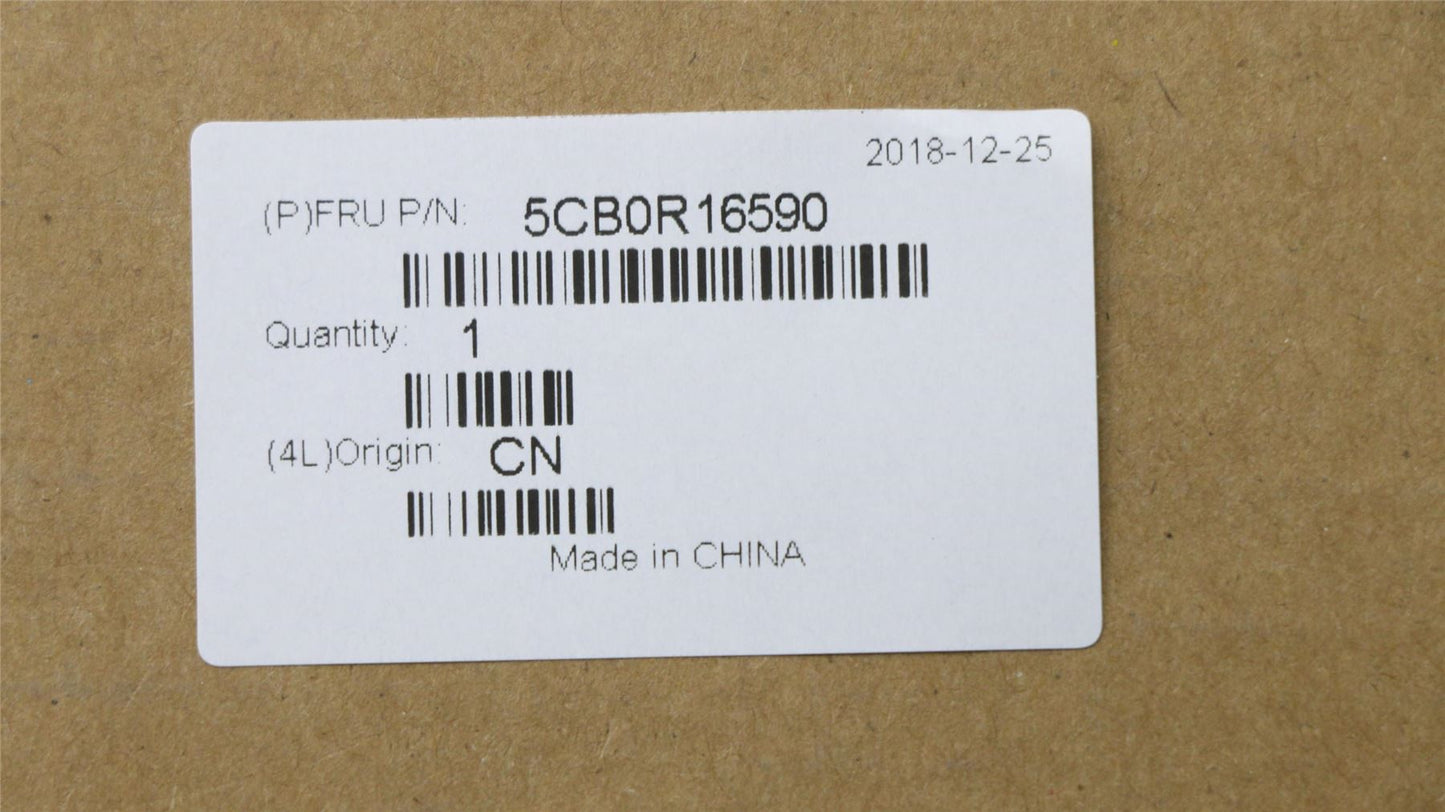 2018-12-25
(P)FRU P/N: 5CB0R16590
Quantity: 1
(4L)Origin: CN
Made in CHINA